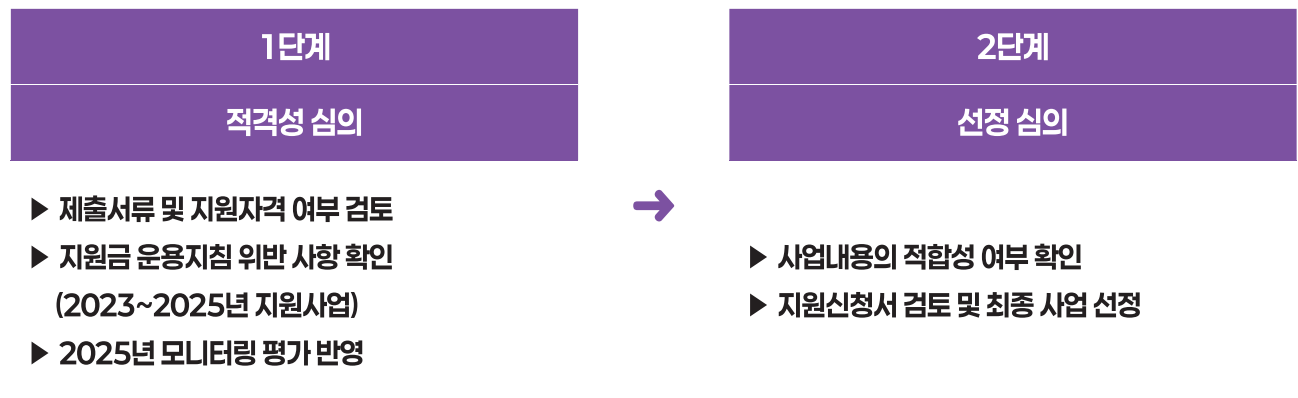 1단계
적격성 심의
▶ 제출서류 및 지원자격 여부 검토
▶ 지원금 운용지침 위반 사항 확인
(2023~2025년 지원사업)
▶ 2025년 모니터링 평가 반영
➜
2단계
선정 심의
▶ 사업내용의 적합성 여부 확인
▶ 지원신청서 검토 및 최종 사업 선정